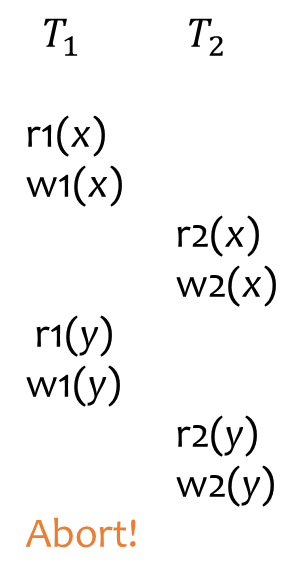 T₁ T₂
r1(x)
w1(x)
r2(x)
w2(x)
r1(y)
w1(y)
r2(y)
w2(y)
Abort!